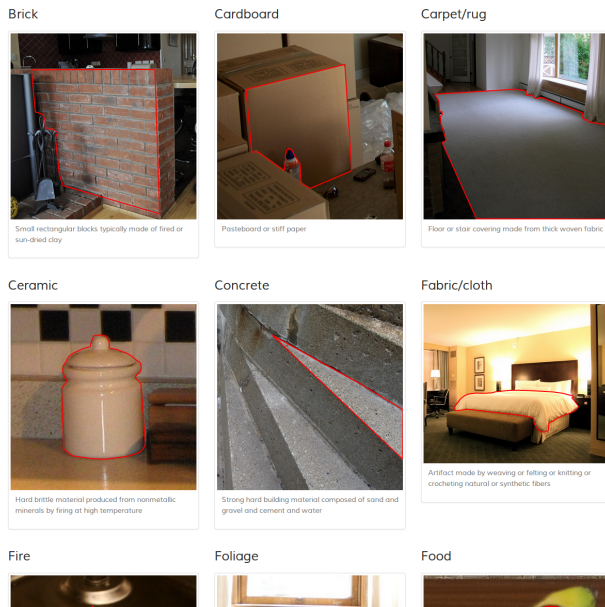 Brick
Cardboard
Carpet/rug
Small rectangular blocks typically made of fired or
sun-dried clay
Pasteboard or stiff paper
Floor or stair covering made from thick woven fabric
Ceramic
Concrete
Fabric/cloth
Hard brittle material produced from nonmetallic
minerals by firing at high temperature
Strong hard building material composed of sand and
gravel and cement and water
Artifact made by weaving or felting or knitting or
crocheting natural or synthetic fibers
Fire
Foliage
Food